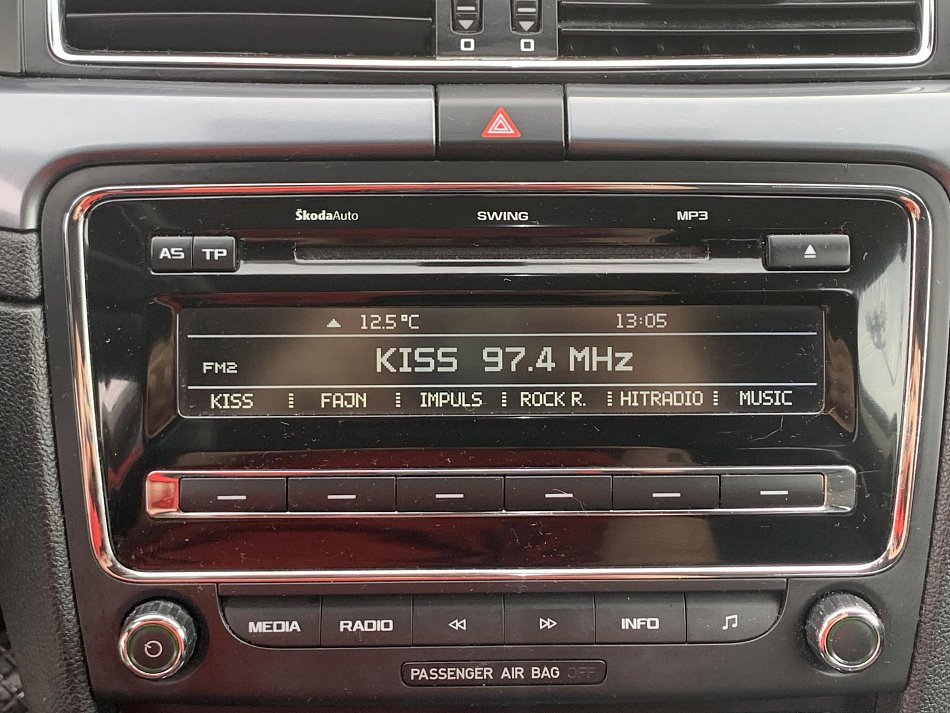 ŠkodaAuto SWING MP3
AS TP
12.5°C 13:05
FM2 KISS 97.4 MHz
KISS FAJN IMPULS ROCK R. HITRADIO MUSIC
MEDIA RADIO INFO
PASSENGER AIR BAG OFF